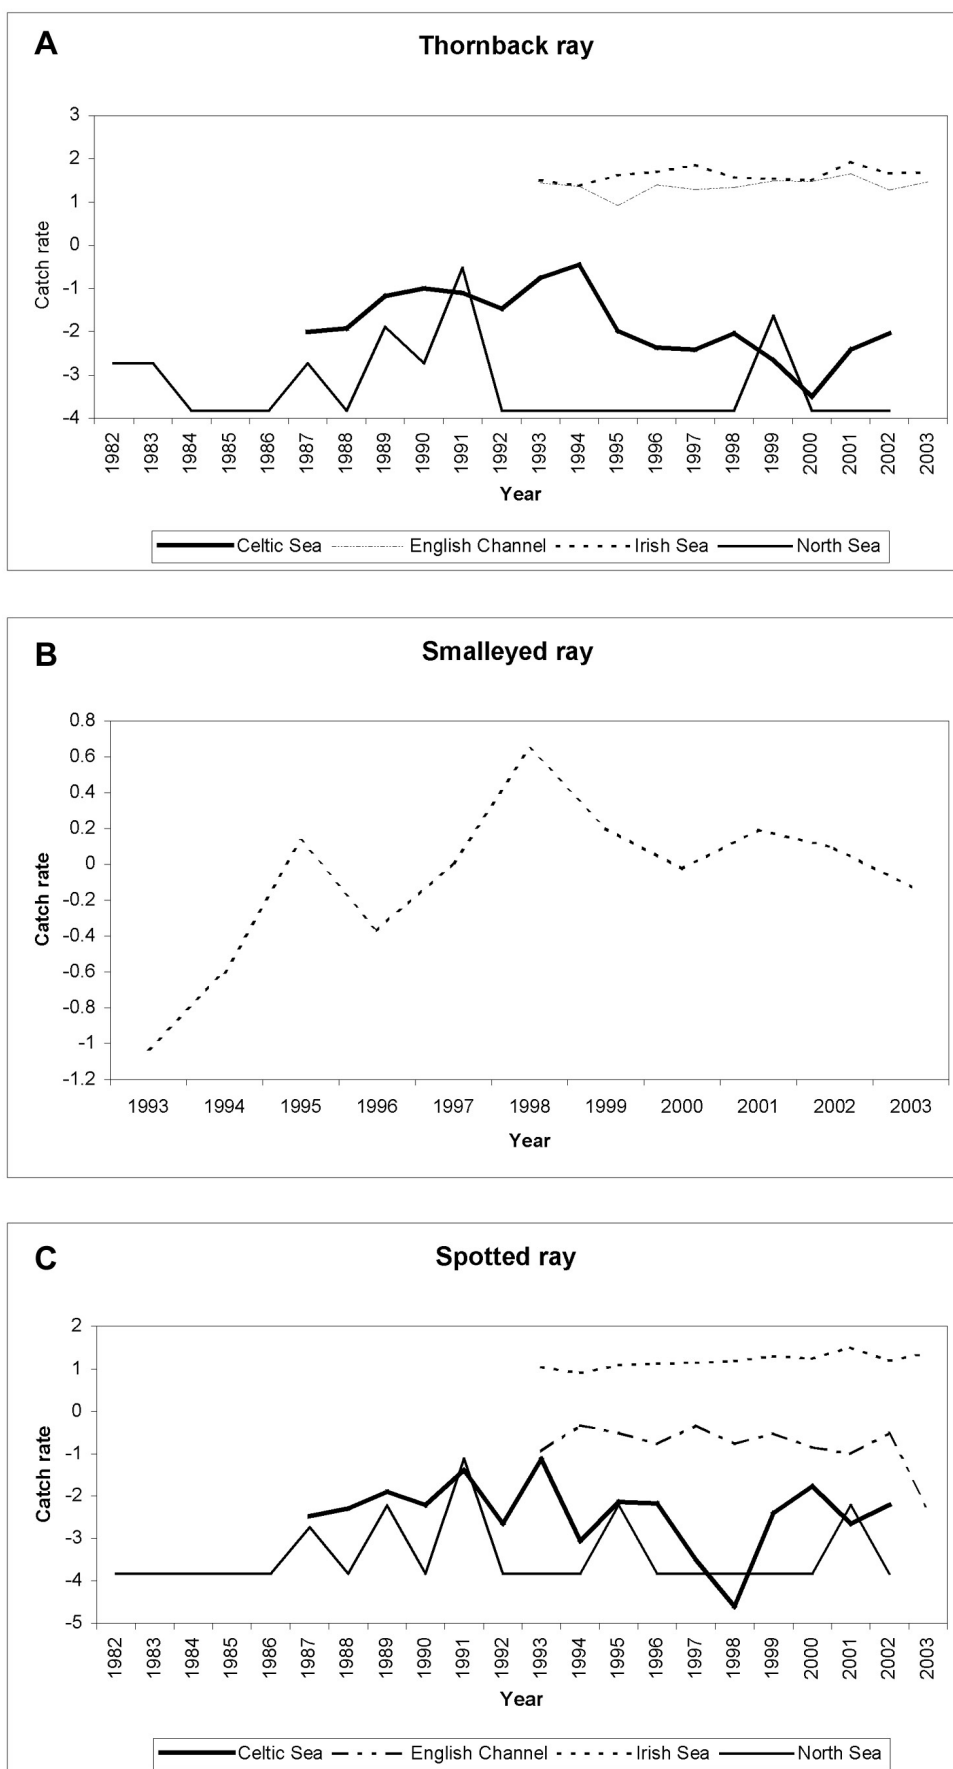 A
Thornback ray
3
2
1
0
-1
-2
-3
-4
Catch rate
1982 1983 1984 1985 1986 1987 1988 1989 1990 1991 1992 1993 1994 1995 1996 1997 1998 1999 2000 2001 2002 2003
Year
Celtic Sea English Channel Irish Sea North Sea
B
Smalleyed ray
0.8
0.6
0.4
0.2
0
-0.2
-0.4
-0.6
-0.8
-1
-1.2
Catch rate
1993 1994 1995 1996 1997 1998 1999 2000 2001 2002 2003
Year
C
Spotted ray
2
1
0
-1
-2
-3
-4
-5
Catch rate
1982 1983 1984 1985 1986 1987 1988 1989 1990 1991 1992 1993 1994 1995 1996 1997 1998 1999 2000 2001 2002 2003
Year
Celtic Sea English Channel Irish Sea North Sea